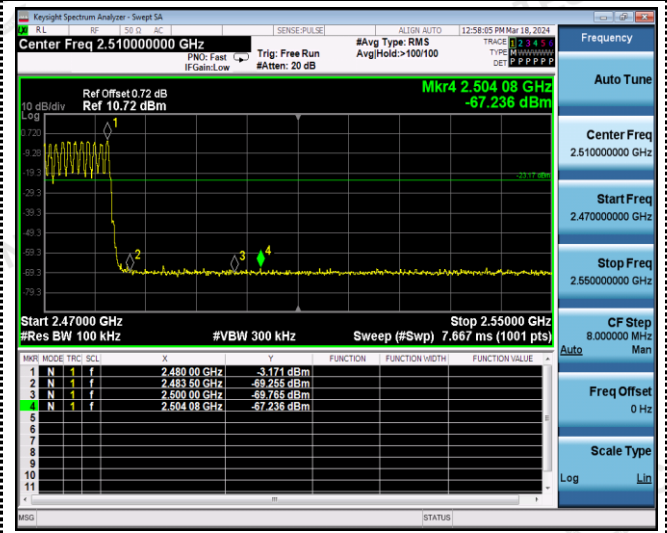 Keysight Spectrum Analyzer - Swept SA
RL RF 50 Ω AC SENSE:PULSE ALIGN AUTO 12:58:05 PM Mar 18, 2024
Center Freq 2.510000000 GHz #Avg Type: RMS TRACE 1 2 3 4 5 6
PNO: Fast Trig: Free Run Avg|Hold:>100/100 TYPE M WWWWW
IFGain:Low #Atten: 20 dB DET P P P P P P
Mkr4 2.504 08 GHz
Ref Offset 0.72 dB
10 dB/div Ref 10.72 dBm -67.236 dBm
Log
0.720
-9.28
-19.3
-23.17 dBm
-29.3
-39.3
-49.3
-59.3
-69.3
-79.3
1
2
3
4
Start 2.47000 GHz Stop 2.55000 GHz
#Res BW 100 kHz #VBW 300 kHz Sweep (#Swp) 7.667 ms (1001 pts)
MKR MODE TRC SCL X Y FUNCTION FUNCTION WIDTH FUNCTION VALUE
1 N 1 f 2.480 00 GHz -3.171 dBm
2 N 1 f 2.483 50 GHz -69.255 dBm
3 N 1 f 2.500 00 GHz -69.765 dBm
4 N 1 f 2.504 08 GHz -67.236 dBm
5
6
7
8
9
10
11
MSG STATUS
Frequency
Auto Tune
Center Freq
2.510000000 GHz
Start Freq
2.470000000 GHz
Stop Freq
2.550000000 GHz
CF Step
8.000000 MHz
Auto Man
Freq Offset
0 Hz
Scale Type
Log Lin